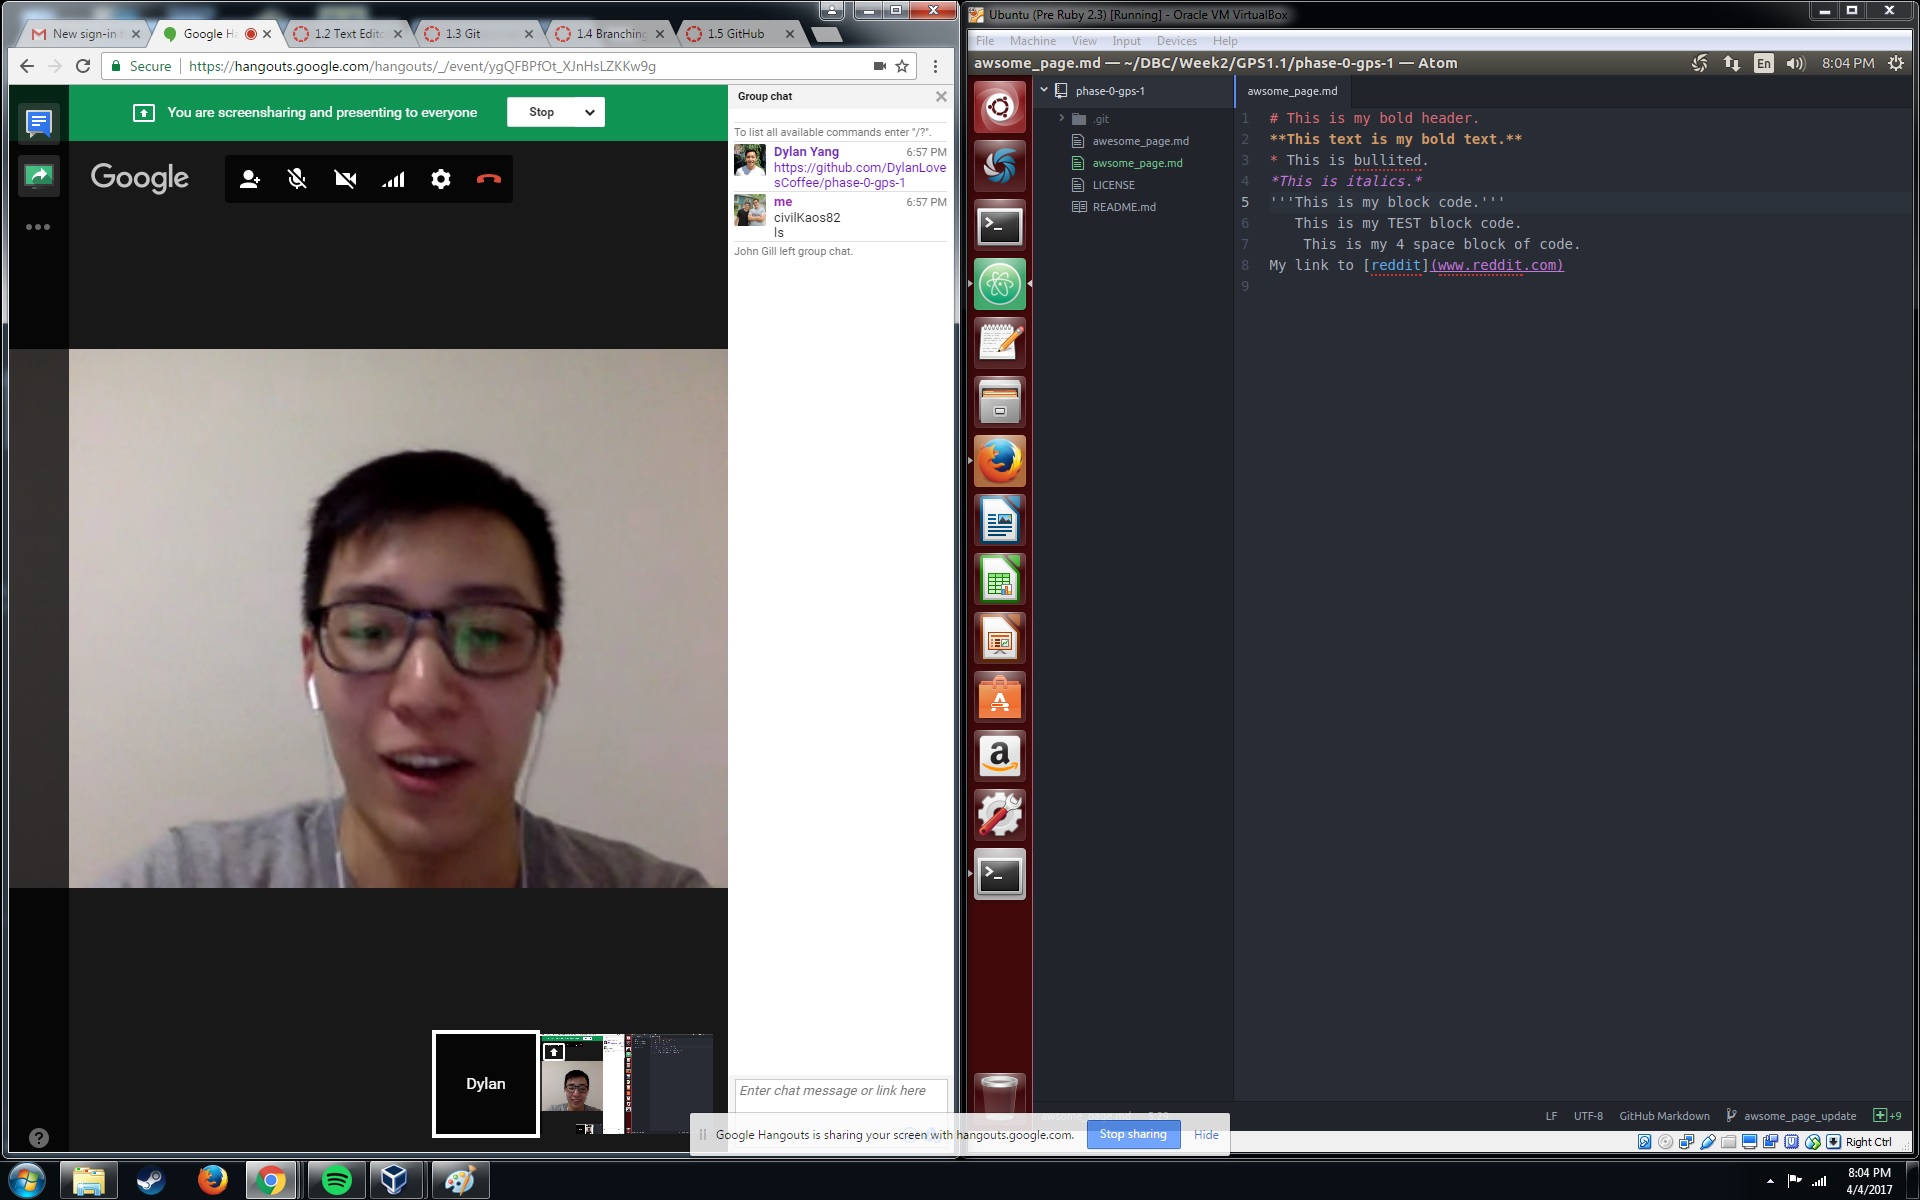 New sign-in
Google H
1.2 Text Edit
1.3 Git
1.4 Branching
1.5 GitHub
Secure
https://hangouts.google.com/hangouts/_/event/ygQFBPfOt_XJnHsLZKKw9g
You are screensharing and presenting to everyone
Stop
Google
Group chat
To list all available commands enter "/?".
Dylan Yang
6:57 PM
https://github.com/DylanLove
sCoffee/phase-0-gps-1
me
6:57 PM
civilKaos82
ls
John Gill left group chat.
Dylan
Enter chat message or link here
Google Hangouts is sharing your screen with hangouts.google.com.
Stop sharing
Hide
Ubuntu (Pre Ruby 2.3) [Running] - Oracle VM VirtualBox
File Machine View Input Devices Help
awsome_page.md — ~/DBC/Week2/GPS1.1/phase-0-gps-1 — Atom
En
8:04 PM
phase-0-gps-1
.git
awesome_page.md
awsome_page.md
LICENSE
README.md
awsome_page.md
1 # This is my bold header.
2 **This text is my bold text.**
3 * This is bullited.
4 *This is italics.*
5 '''This is my block code.'''
6 This is my TEST block code.
7 This is my 4 space block of code.
8 My link to [reddit](www.reddit.com)
9
awsome_page.md 5:29
LF
UTF-8
GitHub Markdown
awsome_page_update
+9
Right Ctrl
8:04 PM
4/4/2017